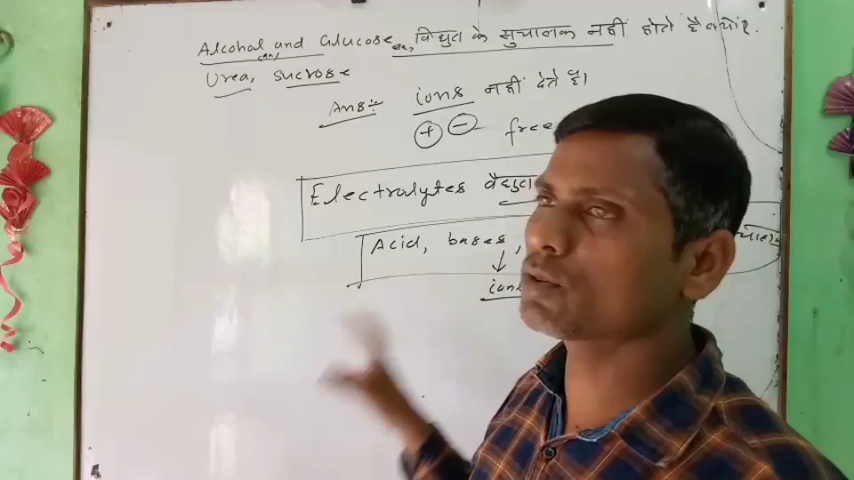 Alcohal and Glucose, विधुत के सुचालक नहीं होते है क्यो?
Urea, sucrose
Ans:- ions नहीं देते है।
+ - free
Electrolytes वैधुत
Acid, bases,
ions